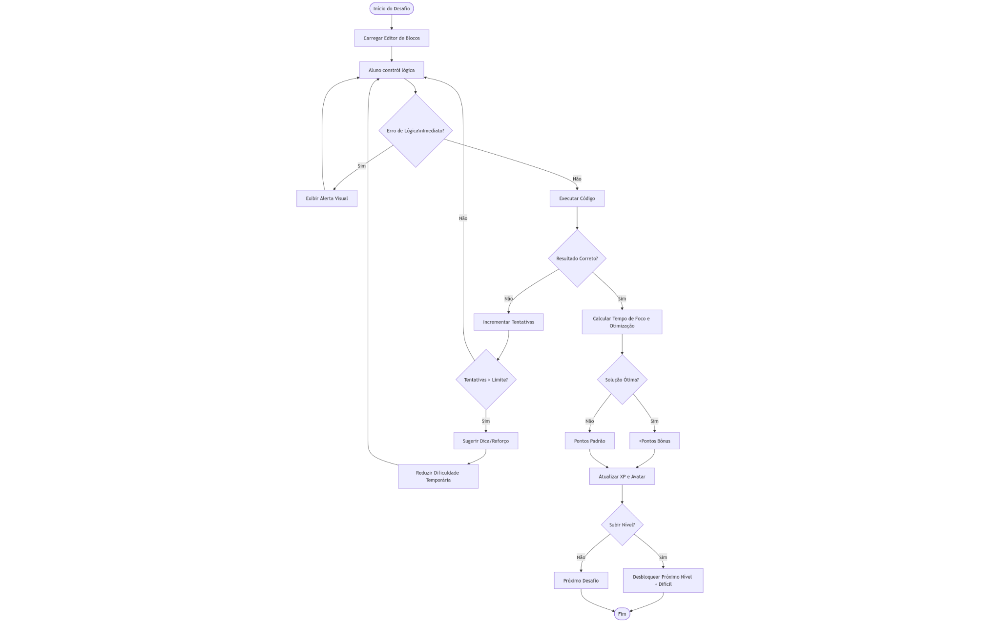 Início do Desafio
Carregar Editor de Blocos
Aluno constrói lógica
Erro de Lógica\nImediato?
Sim
Não
Exibir Alerta Visual
Executar Código
Não
Resultado Correto?
Não
Sim
Incrementar Tentativas
Calcular Tempo de Foco e
Otimização
Tentativas > Limite?
Solução Ótima?
Sim
Não
Sim
Sugerir Dica/Reforço
Pontos Padrão
+Pontos Bônus
Reduzir Dificuldade
Temporária
Atualizar XP e Avatar
Subir Nível?
Não
Sim
Próximo Desafio
Desbloquear Próximo Nível
+ Difícil
Fim